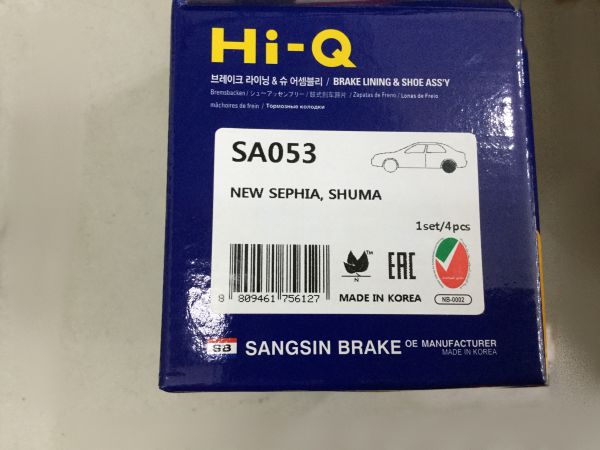 Hi-Q
브레이크 라이닝 & 슈 어셈블리 / BRAKE LINING & SHOE ASS'Y
Bremsbacken / シューアッセンブリー / 鼓式刹车蹄片 / Zapatas de Freno / Lonas de Freio
mâchoires de frein / Тормозные колодки
SA053
NEW SEPHIA, SHUMA
1set/4pcs
TM
N
EAC
8 809461 756127
MADE IN KOREA
NB-0002
SB SANGSIN BRAKE OE MANUFACTURER
MADE IN KOREA